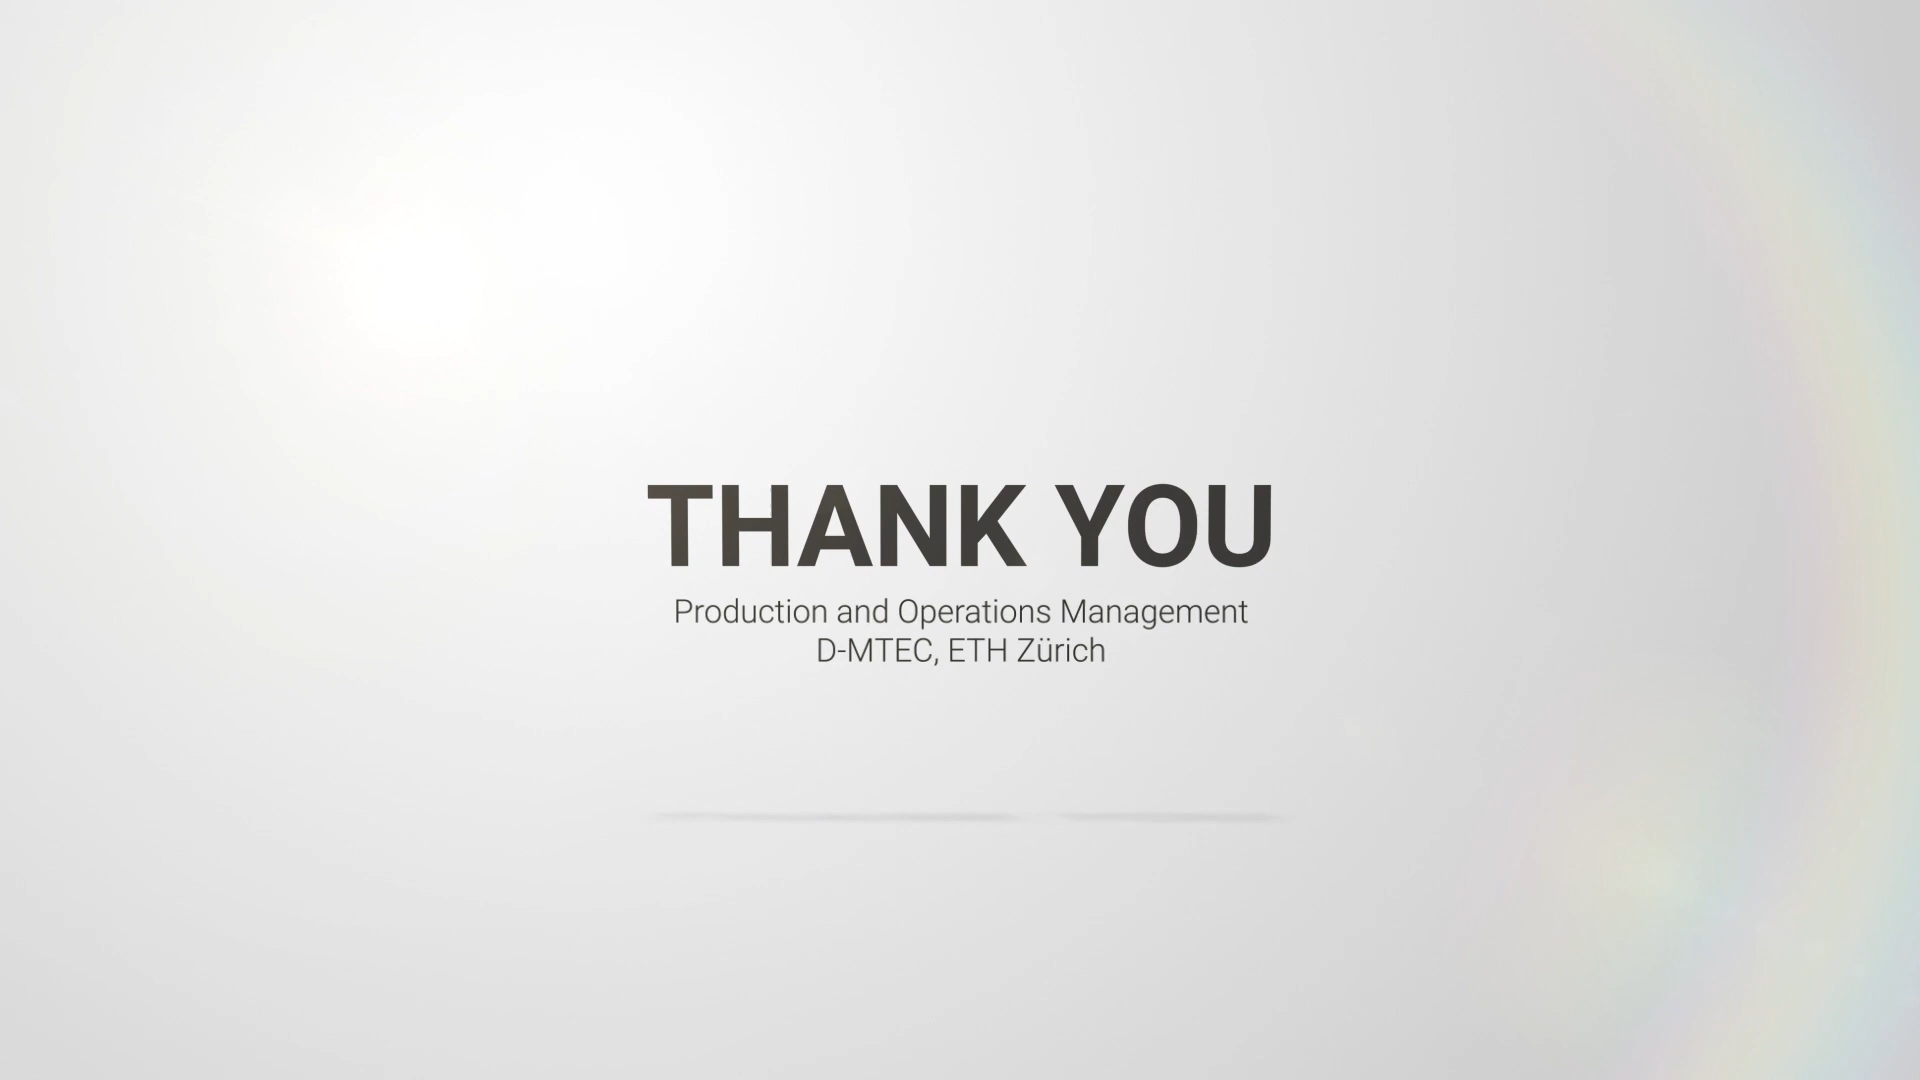 THANK YOU
Production and Operations Management
D-MTEC, ETH Zürich